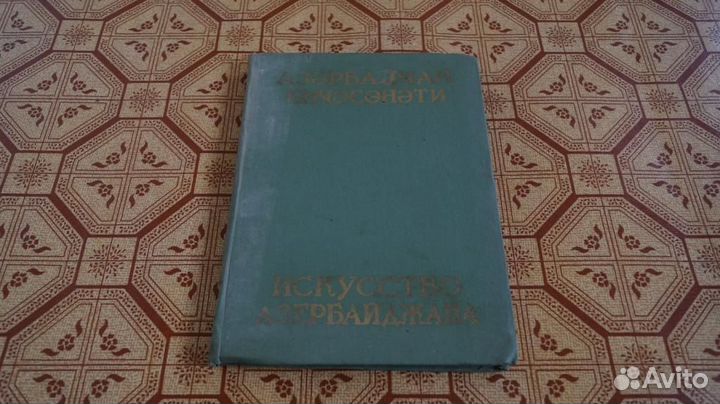 АЗӘРБАЈҸАН
ИНҸӘСӘНӘТИ
ИСКУССТВО
АЗЕРБАЙДЖАНА
Avito